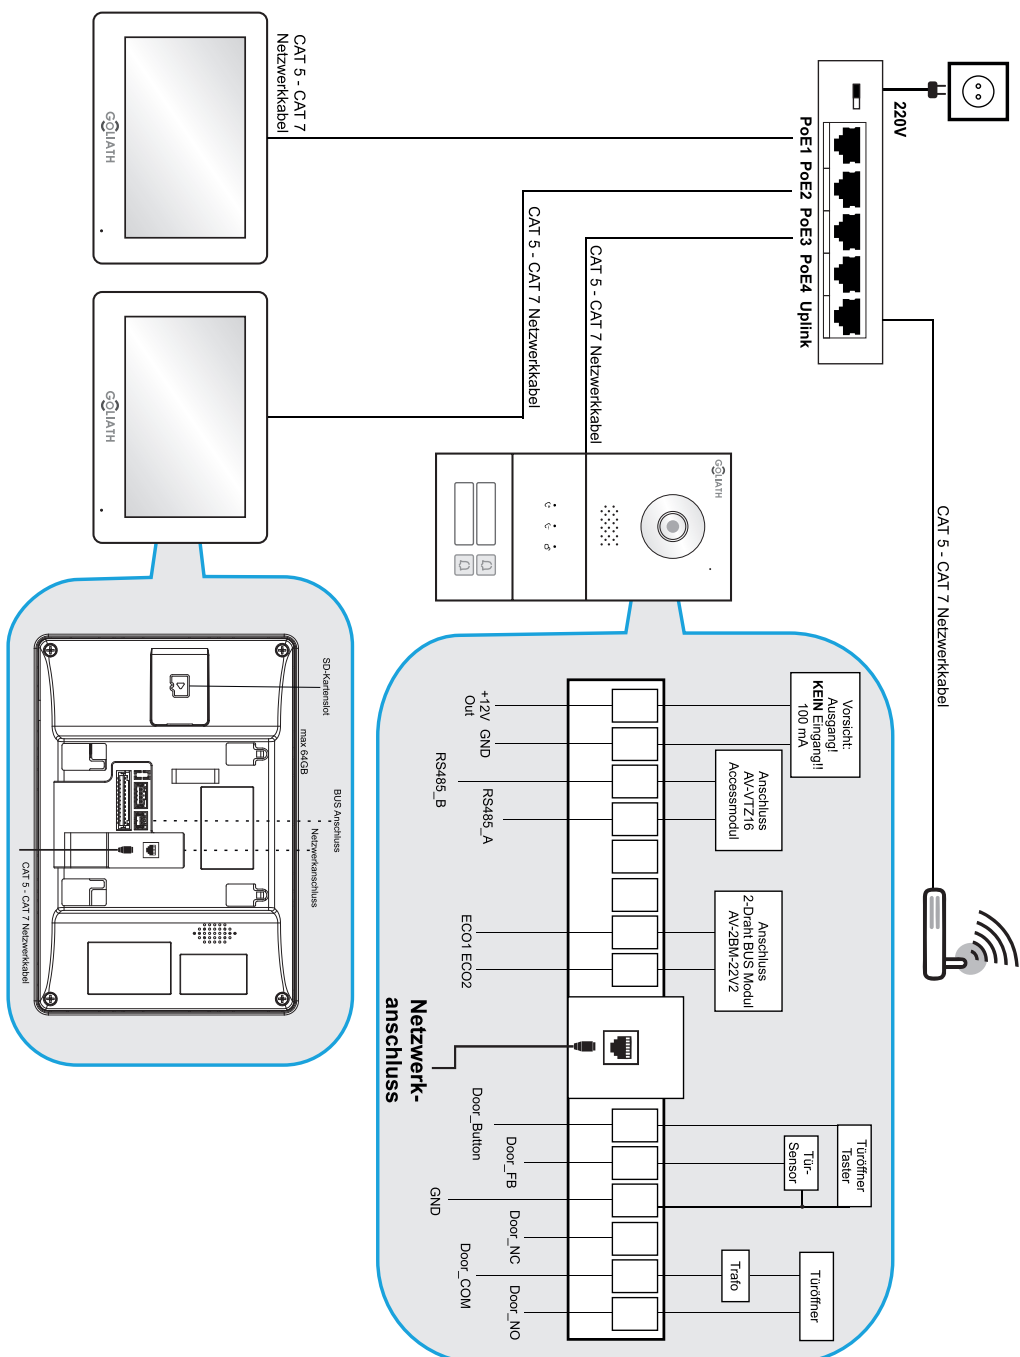 220V
PoE1 PoE2 PoE3 PoE4 Uplink
CAT 5 - CAT 7
Netzwerkkabel
CAT 5 - CAT 7 Netzwerkkabel
CAT 5 - CAT 7 Netzwerkkabel
CAT 5 - CAT 7 Netzwerkkabel
GOLIATH
GOLIATH
GOLIATH
SD-Kartenslot
max 64GB
BUS Anschluss
Netzwerkanschluss
CAT 5 - CAT 7 Netzwerkkabel
Vorsicht:
Ausgang!
KEIN Eingang!!
100 mA
Anschluss
AV-VTZ16
Accessmodul
Anschluss
2-Draht BUS Modul
AV-2BM-22V2
Türöffner
Taster
Tür-
Sensor
Trafo
Türöffner
+12V
Out
GND
RS485_B
RS485_A
ECO1
ECO2
Netzwerk-
anschluss
Door_Button
Door_FB
GND
Door_NC
Door_COM
Door_NO